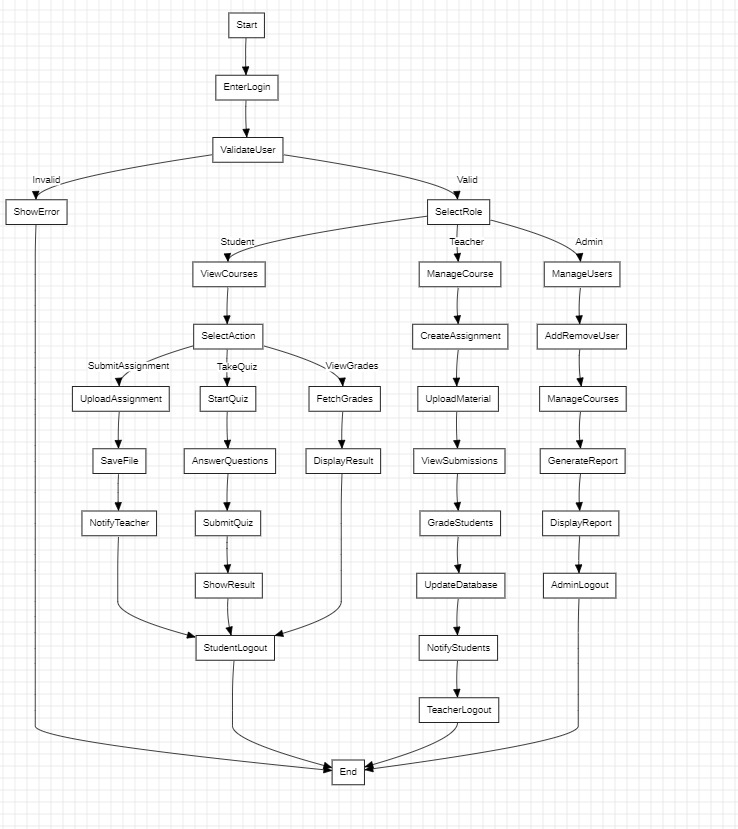 Start
EnterLogin
ValidateUser
Invalid
Valid
ShowError
SelectRole
Student
Teacher
Admin
ViewCourses
ManageCourse
ManageUsers
SelectAction
CreateAssignment
AddRemoveUser
SubmitAssignment
TakeQuiz
ViewGrades
UploadAssignment
StartQuiz
FetchGrades
UploadMaterial
ManageCourses
SaveFile
AnswerQuestions
DisplayResult
ViewSubmissions
GenerateReport
NotifyTeacher
SubmitQuiz
GradeStudents
DisplayReport
ShowResult
UpdateDatabase
AdminLogout
StudentLogout
NotifyStudents
TeacherLogout
End